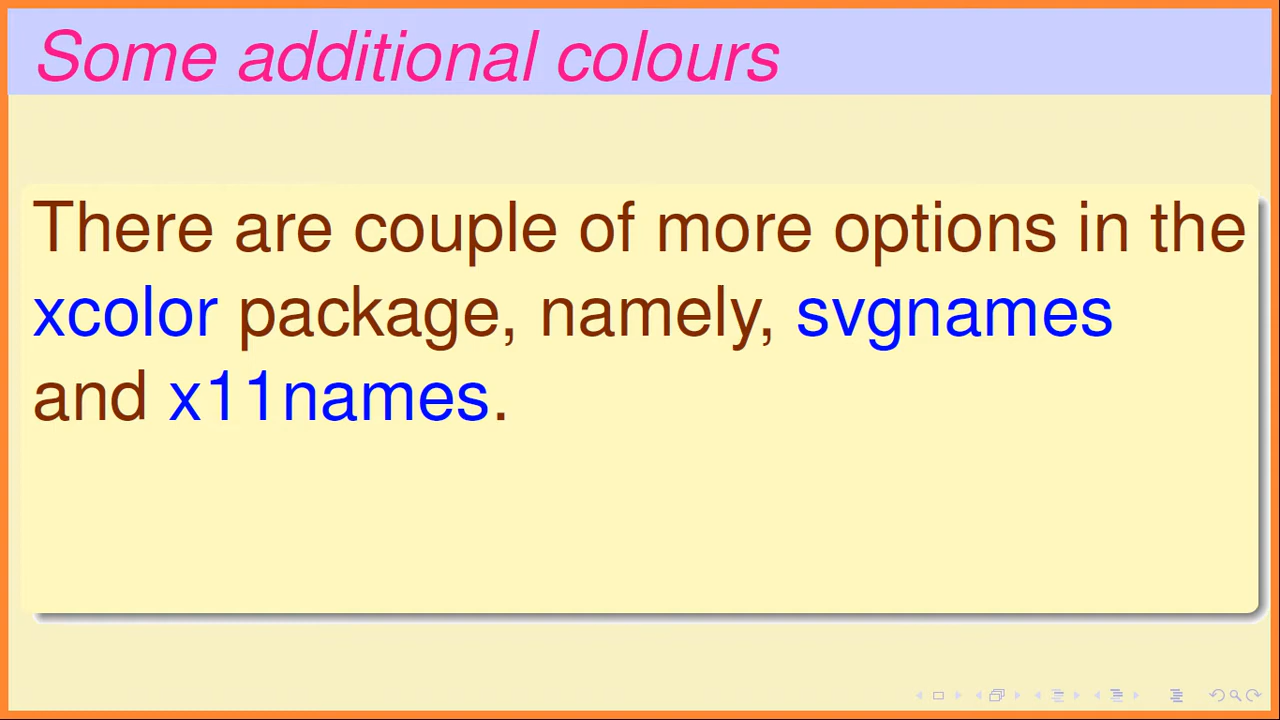 Some additional colours
There are couple of more options in the
xcolor package, namely, svgnames
and x11names.